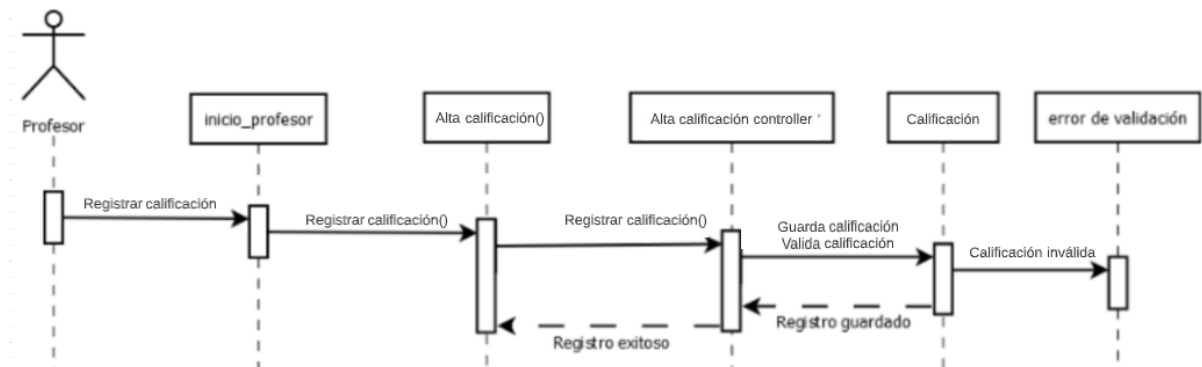 Profesor
inicio_profesor
Alta calificación()
Alta calificación controller
Calificación
error de validación
Registrar calificación
Registrar calificación()
Registrar calificación()
Guarda calificación
Valida calificación
Calificación inválida
Registro guardado
Registro exitoso